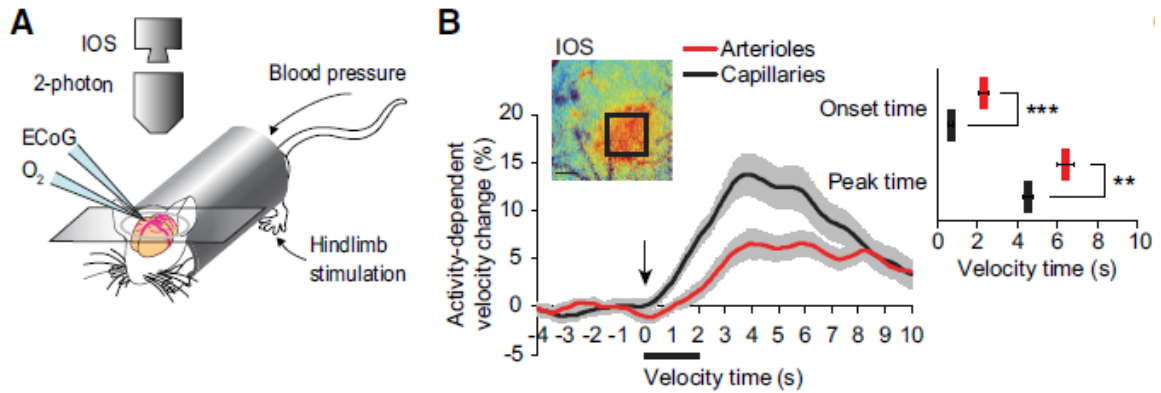 A
IOS
2-photon
ECoG
O2
Blood pressure
Hindlimb
stimulation
B
IOS
Arterioles
Capillaries
Activity-dependent
velocity change (%)
20
15
10
5
0
-5
-4 -3 -2 -1 0 1 2 3 4 5 6 7 8 9 10
Velocity time (s)
Onset time
***
Peak time
**
0 2 4 6 8 10
Velocity time (s)